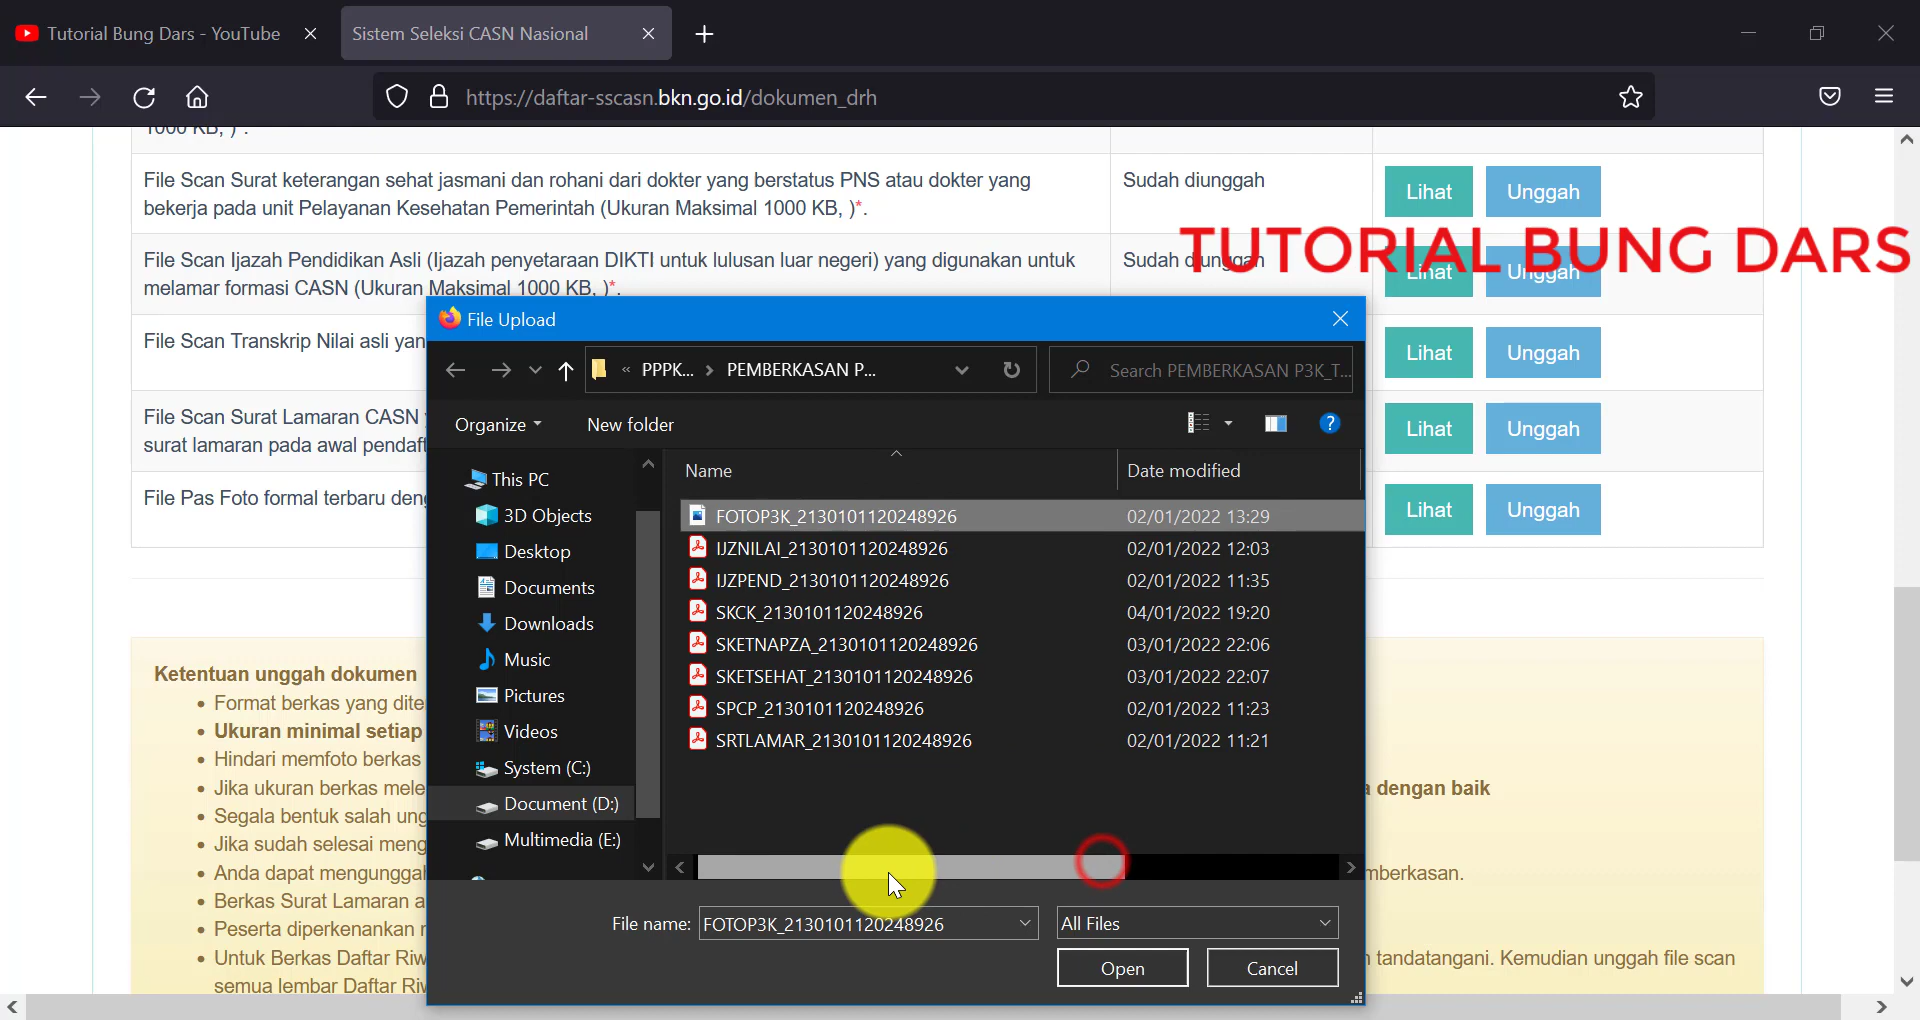 Tutorial Bung Dars - YouTube
Sistem Seleksi CASN Nasional
https://daftar-sscasn.bkn.go.id/dokumen_drh
1000 KB, ) .
File Scan Surat keterangan sehat jasmani dan rohani dari dokter yang berstatus PNS atau dokter yang
bekerja pada unit Pelayanan Kesehatan Pemerintah (Ukuran Maksimal 1000 KB, )*.
Sudah diunggah
Lihat
Unggah
TUTORIAL BUNG DARS
File Scan Ijazah Pendidikan Asli (Ijazah penyetaraan DIKTI untuk lulusan luar negeri) yang digunakan untuk
melamar formasi CASN (Ukuran Maksimal 1000 KB, )*.
Sudah diunggah
Lihat
Unggah
File Scan Transkrip Nilai asli yan
Lihat
Unggah
File Scan Surat Lamaran CASN
surat lamaran pada awal pendaf
Lihat
Unggah
File Pas Foto formal terbaru den
Lihat
Unggah
File Upload
« PPPK... > PEMBERKASAN P...
Search PEMBERKASAN P3K_T...
Organize
New folder
This PC
3D Objects
Desktop
Documents
Downloads
Music
Pictures
Videos
System (C:)
Document (D:)
Multimedia (E:)
Name
Date modified
FOTOP3K_2130101120248926
02/01/2022 13:29
IJZNILAI_2130101120248926
02/01/2022 12:03
IJZPEND_2130101120248926
02/01/2022 11:35
SKCK_2130101120248926
04/01/2022 19:20
SKETNAPZA_2130101120248926
03/01/2022 22:06
SKETSEHAT_2130101120248926
03/01/2022 22:07
SPCP_2130101120248926
02/01/2022 11:23
SRTLAMAR_2130101120248926
02/01/2022 11:21
File name:
FOTOP3K_2130101120248926
All Files
Open
Cancel
Ketentuan unggah dokumen
Format berkas yang dite
Ukuran minimal setiap
Hindari memfoto berkas
Jika ukuran berkas mele
dengan baik
Segala bentuk salah ung
Jika sudah selesai meng
Anda dapat mengunggah
mberkasan.
Berkas Surat Lamaran a
Peserta diperkenankan
Untuk Berkas Daftar Riw
tandatangani. Kemudian unggah file scan
semua lembar Daftar Ri